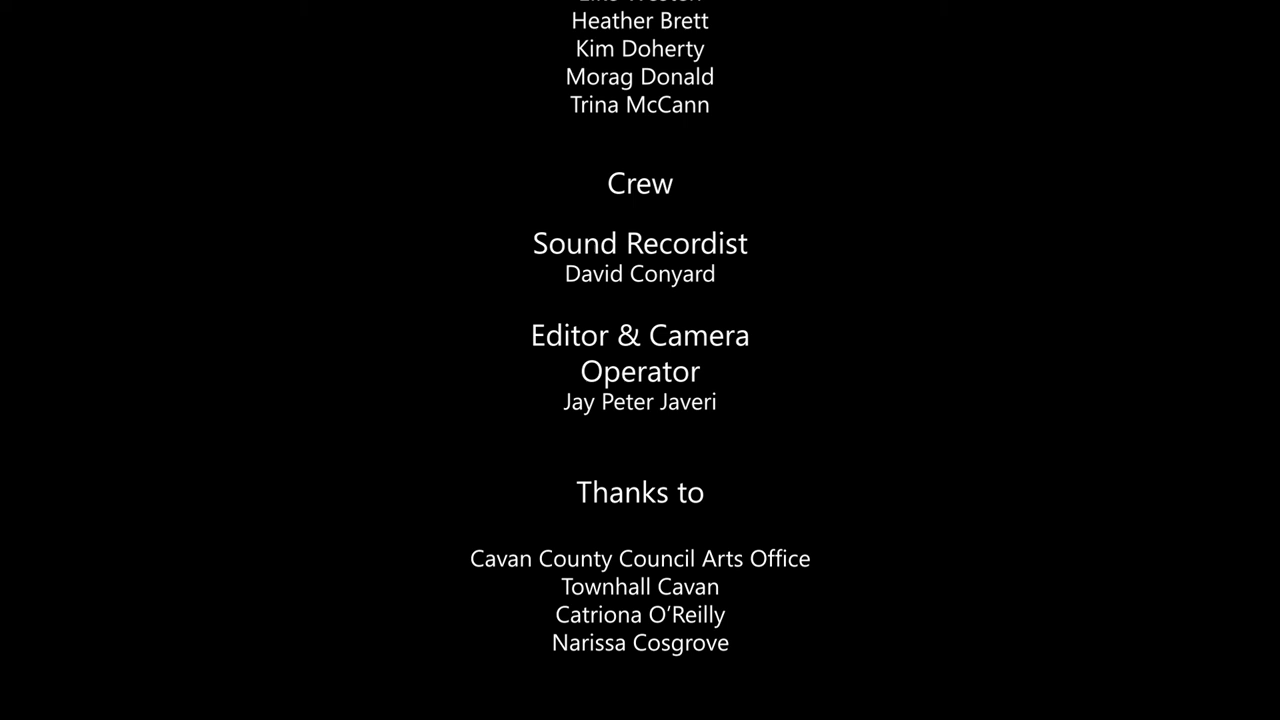 Heather Brett
Kim Doherty
Morag Donald
Trina McCann
Crew
Sound Recordist
David Conyard
Editor & Camera
Operator
Jay Peter Javeri
Thanks to
Cavan County Council Arts Office
Townhall Cavan
Catriona O’Reilly
Narissa Cosgrove